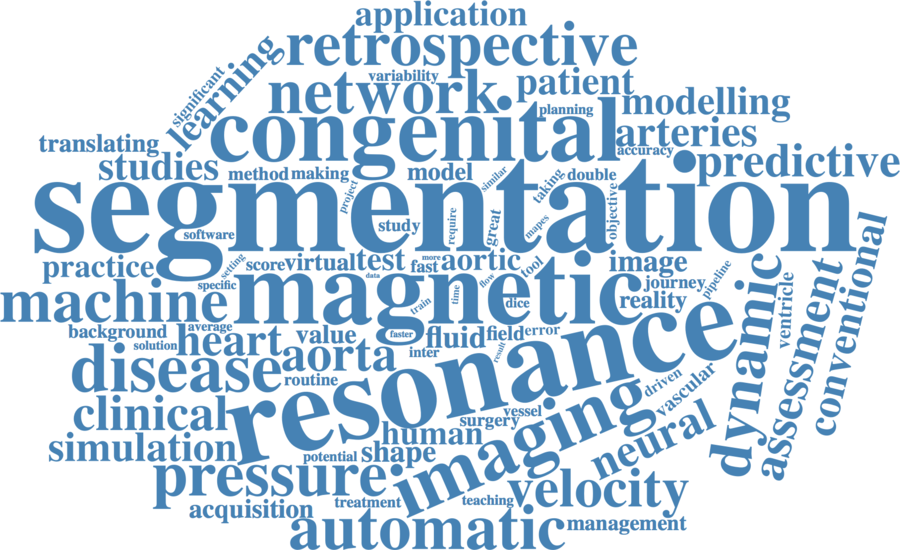 application
retrospective
significant
learning
variability
network
patient
planning
modelling
congenital
arteries
accuracy
translating
studies
method
making
model
similar
taking
double
predictive
project
segmentation
software
study
require
great
mapes
objective
practice
setting
specific
score
virtual
test
more
fast
data
aortic
flow
tool
image
journey
pipeline
reality
machine
magnetic
train
time
dice
background
average
solution
heart
value
faster
inter
fluid
field
error
result
resonance
dynamic
ventricle
assessment
conventional
disease
aorta
routine
driven
vascular
clinical
imaging
neural
vessel
surgery
human
simulation
potential
shape
pressure
velocity
acquisition
treatment
teaching
automatic
management